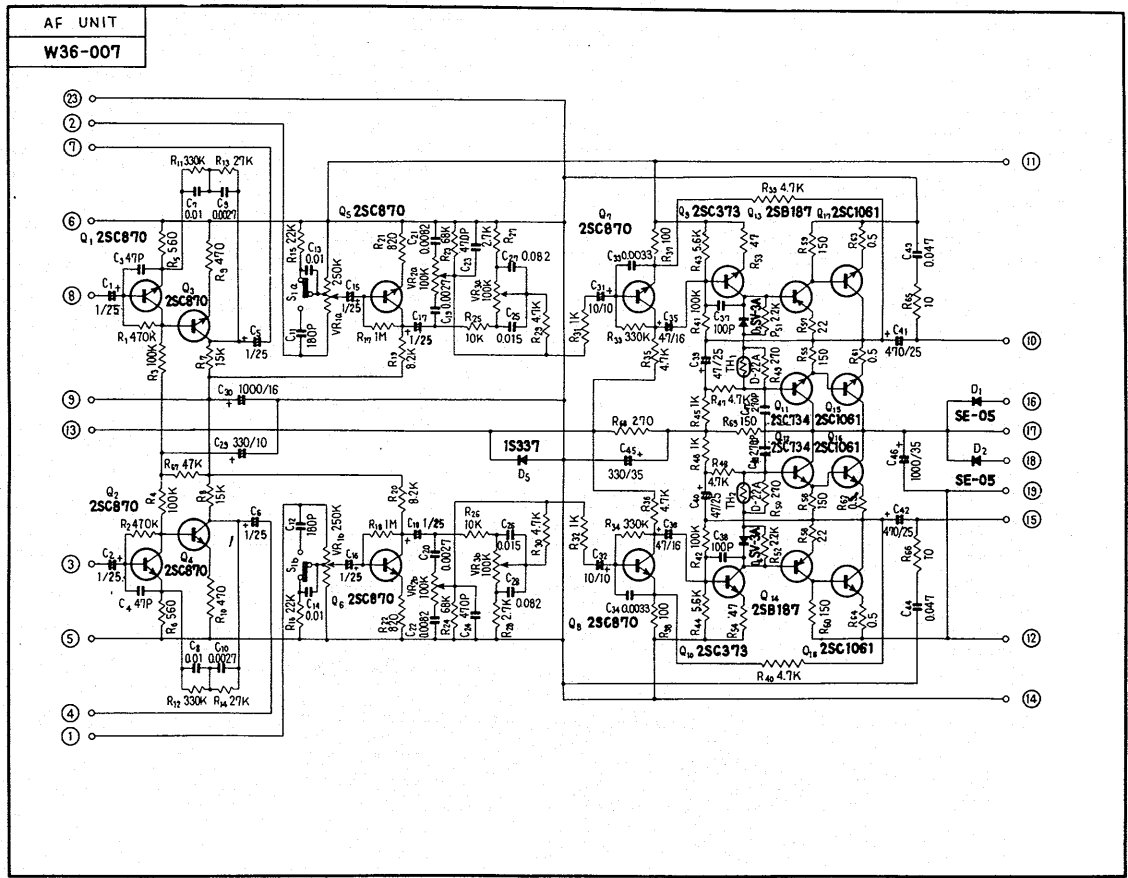 AF UNIT
W36-007
23
2
7
6
8
9
13
3
5
4
1
11
10
16
17
18
19
15
12
14
R11 330K
R13 27K
C7 0.01
C9 0.0027
Q1 2SC870
C3 47P
R5 560
R9 470
Q3 2SC870
C1 1/25
R1 470K
R3 100K
R7 15K
C5 1/25
C30 1000/16
C29 330/10
R67 47K
Q2 2SC870
R4 100K
R8 15K
R2 470K
C2 1/25
Q4 2SC870
C6 1/25
C4 47P
R6 560
R10 470
C8 0.01
C10 0.0027
R12 330K
R14 27K
Q5 2SC870
R15 22K
C13 0.01
S1a
C11 180P
250K
VR1a
C15 1/25
R21 820
R17 1M
R19 8.2K
C17 1/25
C21 0.0082
VR2a 100K
C19 0.0027
R23 68K
470P
C23
R25 10K
R27 2.7K
C27 0.082
VR3a 100K
C25 0.015
R29 4.7K
1S337
D5
C12 180P
VR1b 250K
S1b
R16 22K
C14 0.01
C16 1/25
Q6 2SC870
R18 1M
R20 8.2K
C18 1/25
C20 0.0027
VR2b 100K
C22 0.0082
R22 820
R24 68K
C24 470P
R26 10K
C26 0.015
VR3b 100K
C28 0.082
R28 2.7K
R30 4.7K
Q7 2SC870
C33 0.0033
R37 100
C31 10/10
R31 1K
R33 330K
C35 47/16
R35 4.7K
R39 4.7K
Q9 2SC373
Q13 2SB187
Q17 2SC1061
R43 5.6K
R53 47
R59 150
R63 0.5
C43 0.047
R65 10
R41 100K
C37 100P
SV-3A
R51 2.2K
R57 22
C41 470/25
C39 47/25
TH1
D-22A
R49 270
R55 150
R61 0.5
R47 4.7K
R45 1K
270P
Q11 2SC734
Q15 2SC1061
R68 270
R69 150
C45 330/35
R46 1K
R48 4.7K
270P
Q12 2SC734
Q16 2SC1061
C40 47/25
TH2
D-22A
R50 270
150
C42 470/25
C46 1000/35
D1
SE-05
D2
SE-05
R32 1K
R34 330K
R36 4.7K
C36 47/16
C32 10/10
C34 0.0033
Q8 2SC870
R38 100
R42 100K
C38 100P
SV-3A
R52 2.2K
R58 22
R44 5.6K
R54 47
Q10 2SC373
Q14 2SB187
R60 150
R64 0.5
Q18 2SC1061
R66 10
C44 0.047
R40 4.7K